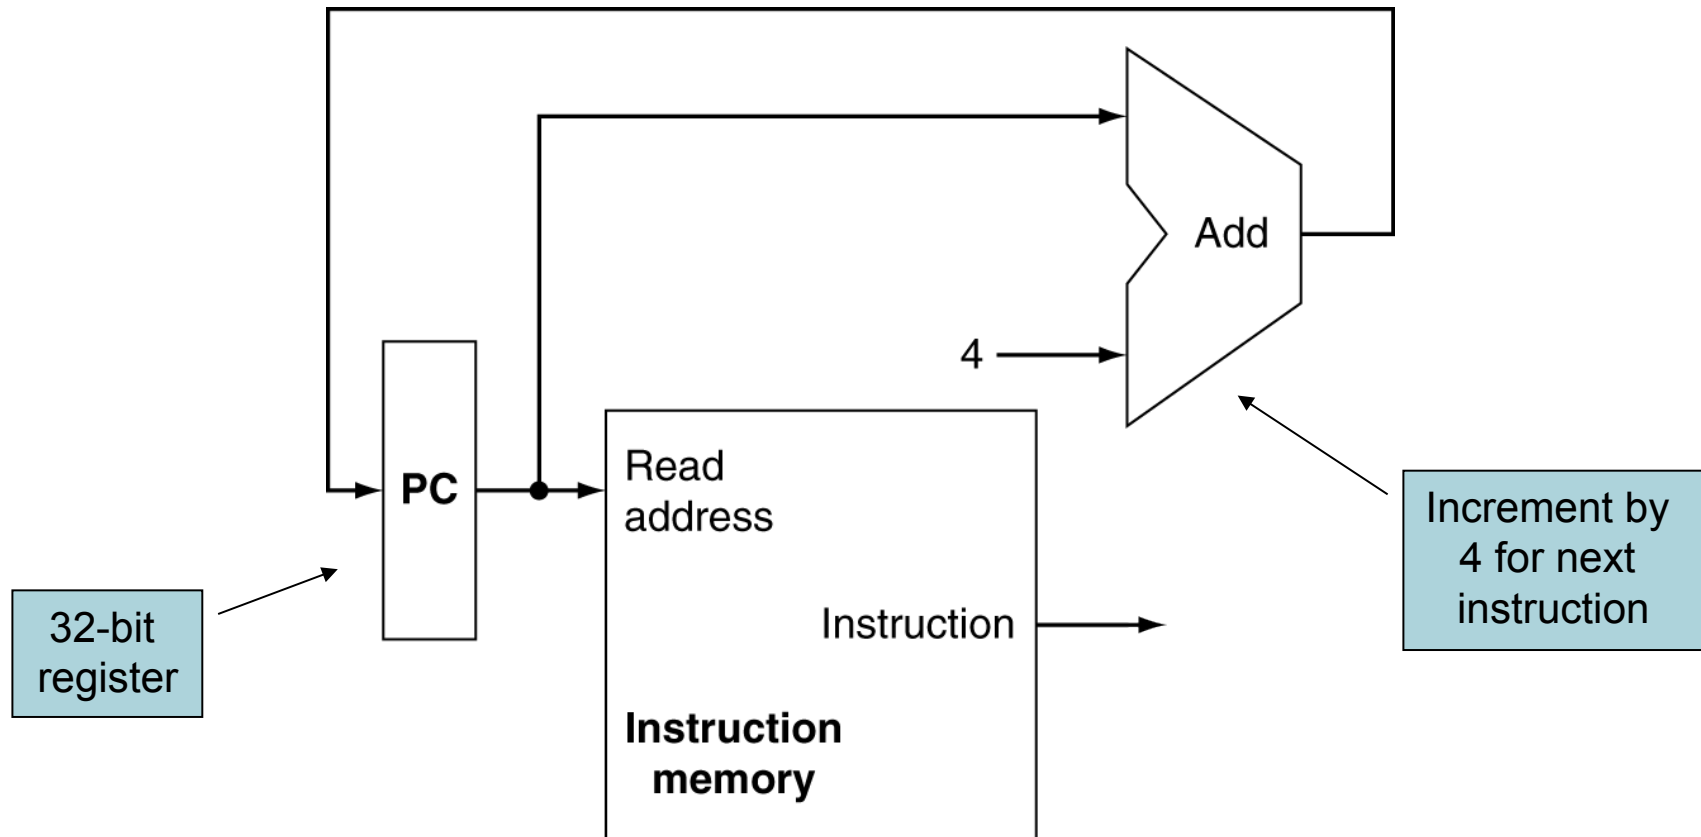 Add
4
PC
Read
address
Increment by
4 for next
instruction
32-bit
register
Instruction
Instruction
memory